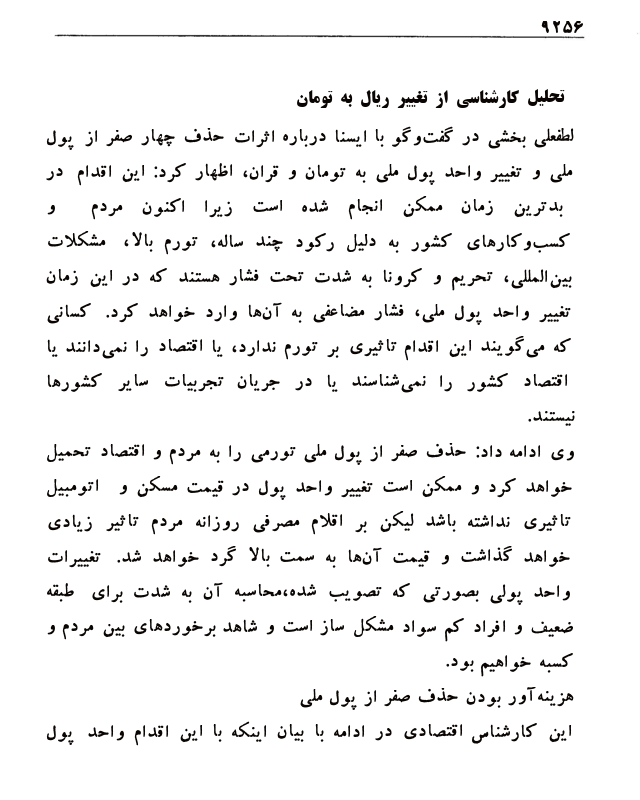 ۹۲۵۶
تحلیل کارشناسی از تغییر ریال به تومان
لطفعلی بخشی در گفت‌وگو با ایسنا درباره اثرات حذف چهار صفر از پول
ملی و تغییر واحد پول ملی به تومان و قران، اظهار کرد: این اقدام در
بدترین زمان ممکن انجام شده است زیرا اکنون مردم و
کسب‌وکارهای کشور به دلیل رکود چند ساله، تورم بالا، مشکلات
بین‌المللی، تحریم و کرونا به شدت تحت فشار هستند که در این زمان
تغییر واحد پول ملی، فشار مضاعفی به آن‌ها وارد خواهد کرد. کسانی
که می‌گویند این اقدام تاثیری بر تورم ندارد، یا اقتصاد را نمی‌دانند یا
اقتصاد کشور را نمی‌شناسند یا در جریان تجربیات سایر کشورها
نیستند.
وی ادامه داد: حذف صفر از پول ملی تورمی را به مردم و اقتصاد تحمیل
خواهد کرد و ممکن است تغییر واحد پول در قیمت مسکن و اتومبیل
تاثیری نداشته باشد لیکن بر اقلام مصرفی روزانه مردم تاثیر زیادی
خواهد گذاشت و قیمت آن‌ها به سمت بالا گرد خواهد شد. تغییرات
واحد پولی بصورتی که تصویب شده،محاسبه آن به شدت برای طبقه
ضعیف و افراد کم سواد مشکل ساز است و شاهد برخوردهای بین مردم و
کسبه خواهیم بود.
هزینه‌آور بودن حذف صفر از پول ملی
این کارشناس اقتصادی در ادامه با بیان اینکه با این اقدام واحد پول